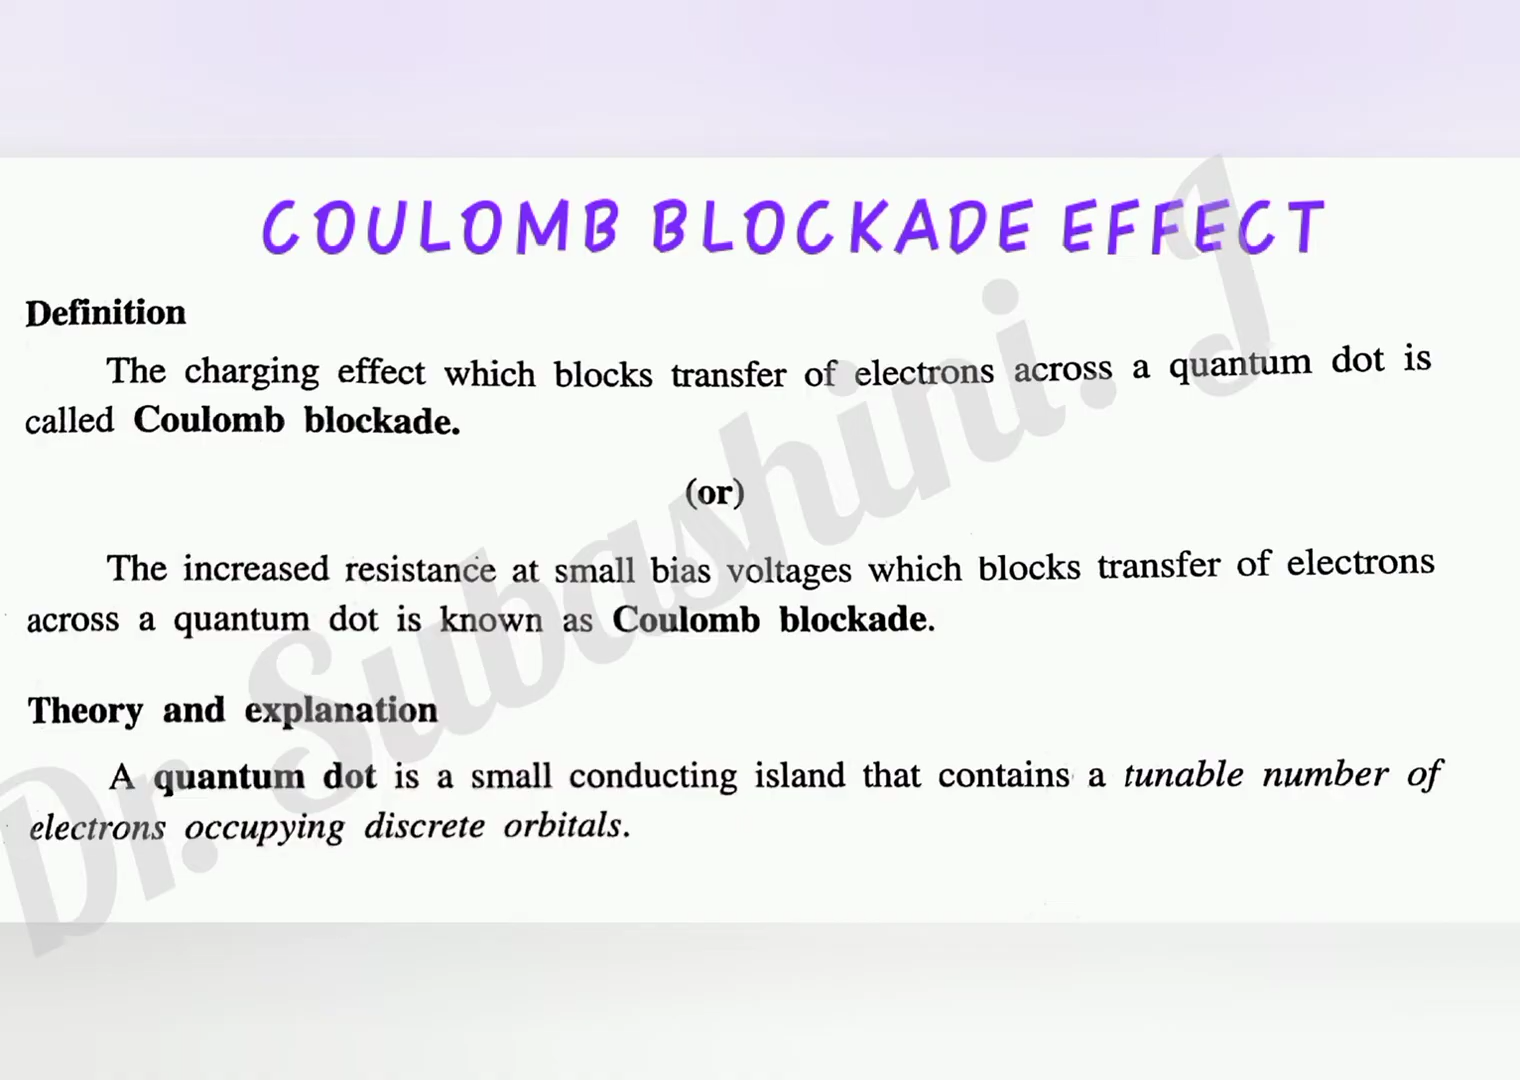 COULOMB BLOCKADE EFFECT
Definition
The charging effect which blocks transfer of electrons across a quantum dot is
called Coulomb blockade.
(or)
The increased resistance at small bias voltages which blocks transfer of electrons
across a quantum dot is known as Coulomb blockade.
Theory and explanation
A quantum dot is a small conducting island that contains a tunable number of
electrons occupying discrete orbitals.
Dr. Subashini. J